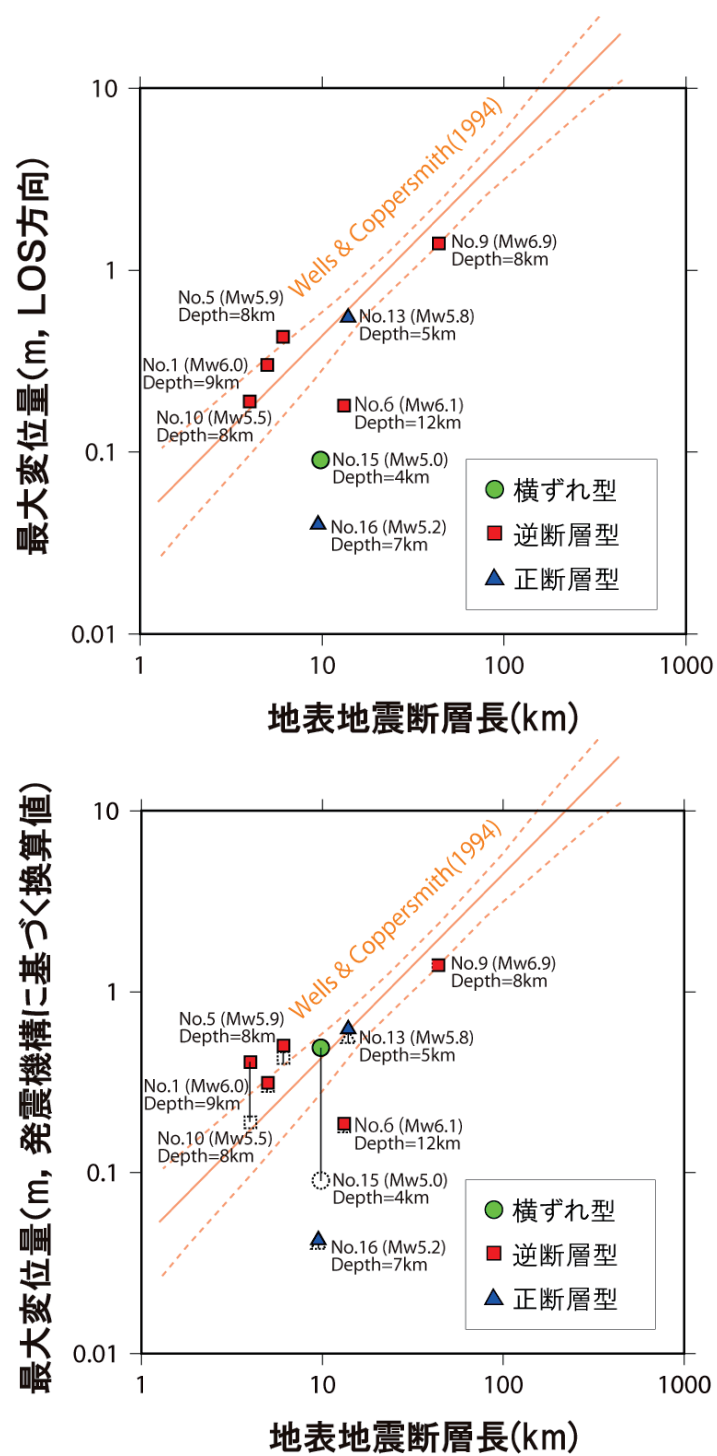 最大変位量(m, LOS方向)
10
1
0.1
0.01
Wells & Coppersmith(1994)
No.9 (Mw6.9)
Depth=8km
No.5 (Mw5.9)
Depth=8km
No.13 (Mw5.8)
Depth=5km
No.1 (Mw6.0)
Depth=9km
No.10 (Mw5.5)
Depth=8km
No.6 (Mw6.1)
Depth=12km
No.15 (Mw5.0)
Depth=4km
No.16 (Mw5.2)
Depth=7km
横ずれ型
逆断層型
正断層型
1
10
100
1000
地表地震断層長(km)
最大変位量(m, 発震機構に基づく換算値)
10
1
0.1
0.01
Wells & Coppersmith(1994)
No.9 (Mw6.9)
Depth=8km
No.5 (Mw5.9)
Depth=8km
No.13 (Mw5.8)
Depth=5km
No.1 (Mw6.0)
Depth=9km
No.10 (Mw5.5)
Depth=8km
No.6 (Mw6.1)
Depth=12km
No.15 (Mw5.0)
Depth=4km
No.16 (Mw5.2)
Depth=7km
横ずれ型
逆断層型
正断層型
1
10
100
1000
地表地震断層長(km)